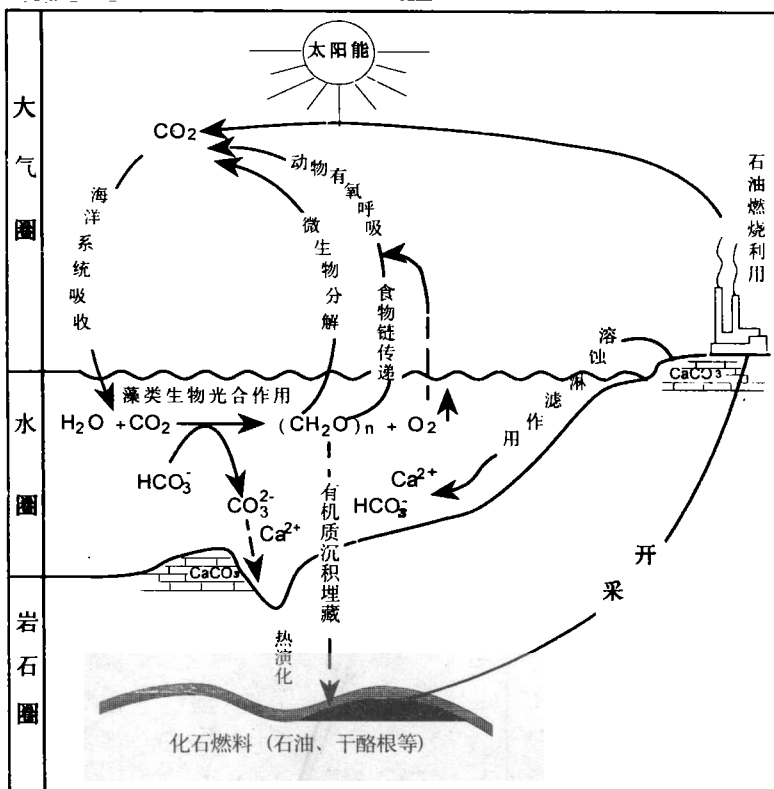 太阳能
大气圈
CO₂
动物有氧呼吸
海洋系统吸收
微生物分解
食物链传递
石油燃烧利用
溶蚀
CaCO₃
淋滤作用
藻类生物光合作用
水圈
H₂O + CO₂
(CH₂O)n + O₂
HCO₃⁻
CO₃²⁻
Ca²⁺
Ca²⁺
HCO₃⁻
有机质沉积埋藏
CaCO₃
开采
岩石圈
热演化
化石燃料 (石油、干酪根等)